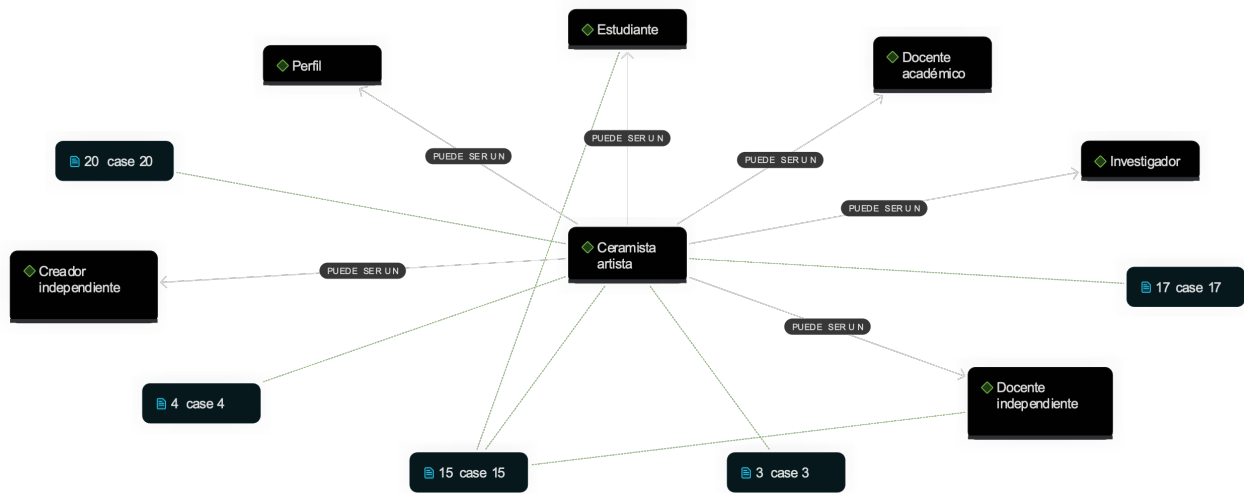 Estudiante
Perfil
Docente
académico
PUEDE SER UN
PUEDE SER UN
PUEDE SER UN
20 case 20
Investigador
PUEDE SER UN
Ceramista
artista
Creador
independiente
PUEDE SER UN
17 case 17
PUEDE SER UN
4 case 4
Docente
independiente
15 case 15
3 case 3